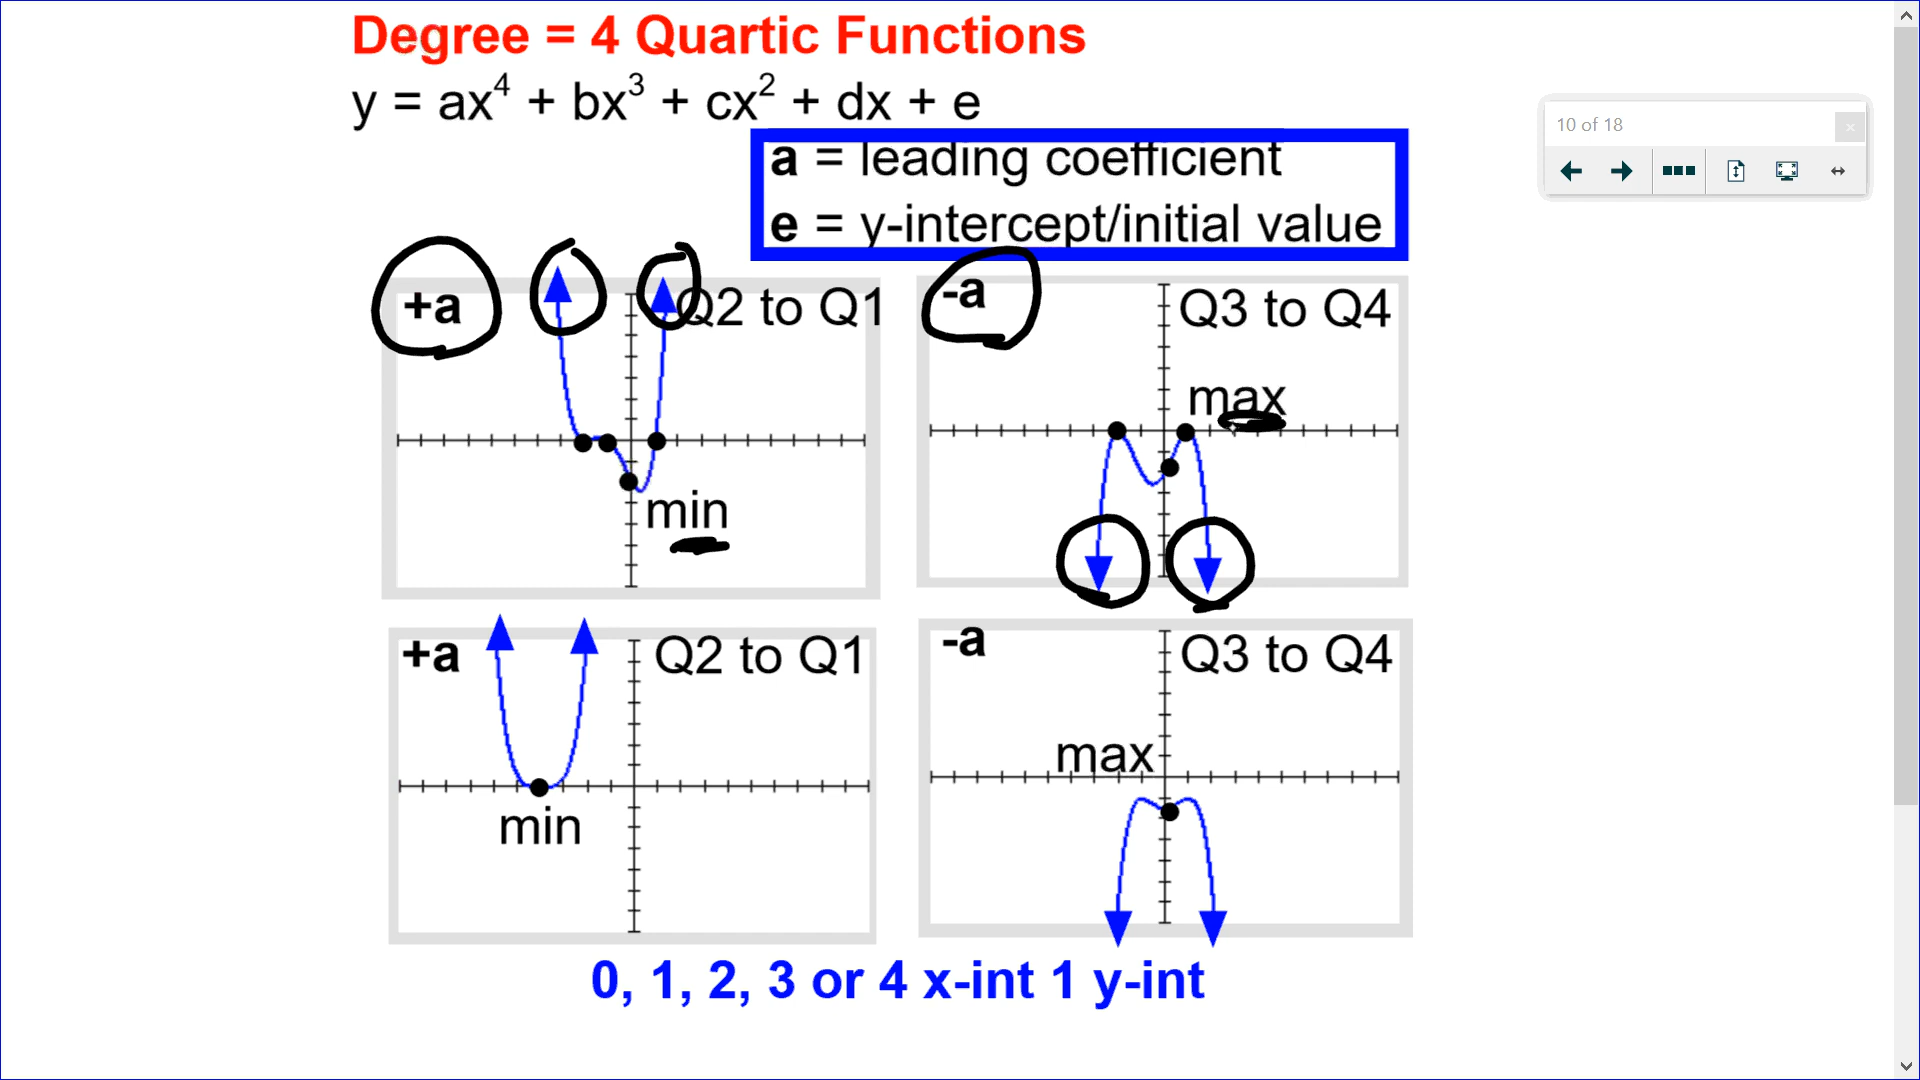 Degree = 4 Quartic Functions
y = ax⁴ + bx³ + cx² + dx + e
a = leading coefficient
e = y-intercept/initial value
10 of 18
+a
Q2 to Q1
min
-a
Q3 to Q4
max
+a
Q2 to Q1
min
-a
Q3 to Q4
max
0, 1, 2, 3 or 4 x-int 1 y-int